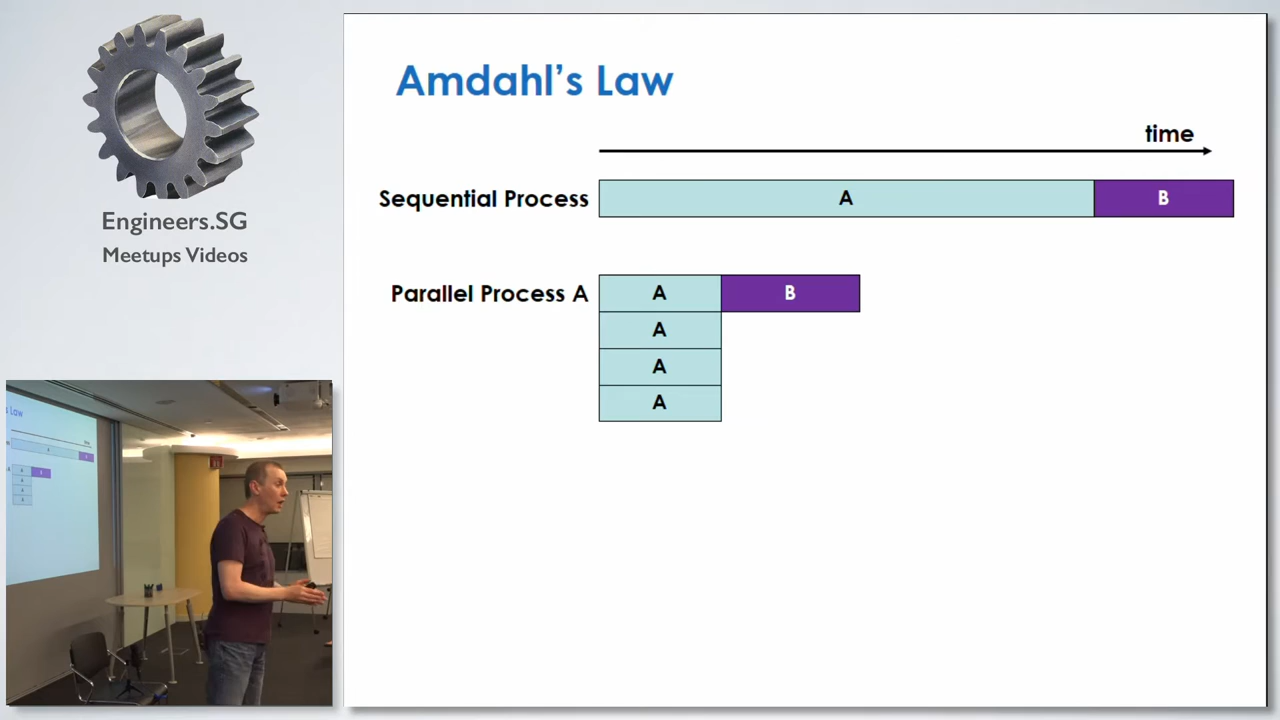 Engineers.SG
Meetups Videos
Amdahl's Law
time
Sequential Process
A
B
Parallel Process A
A
B
A
A
A